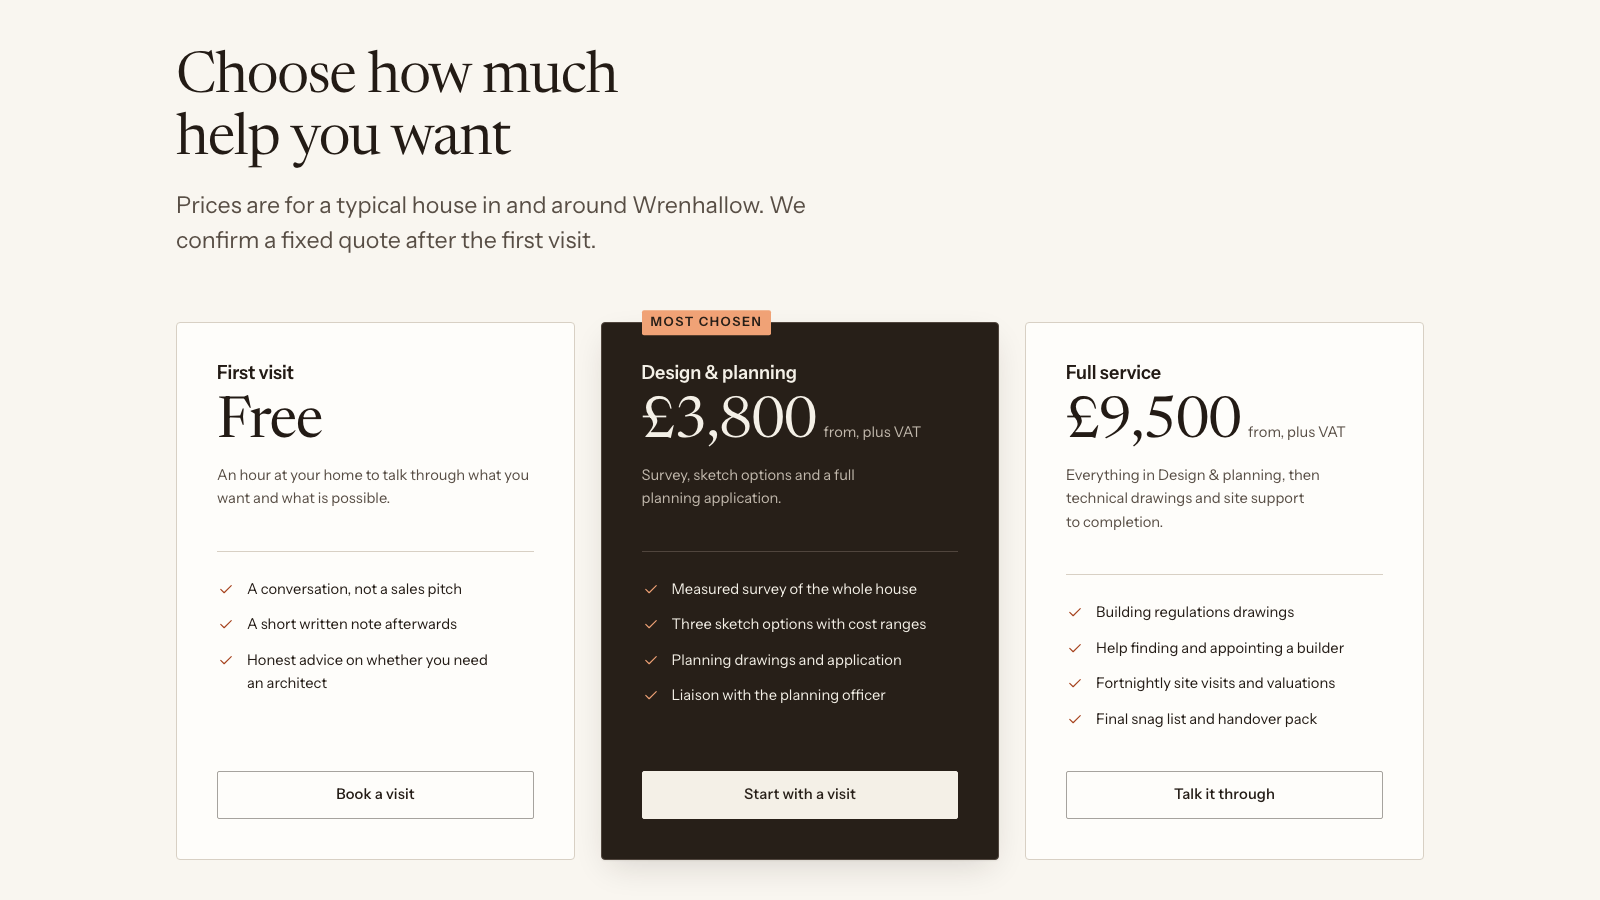 Choose how much
help you want
Prices are for a typical house in and around Wrenhallow. We
confirm a fixed quote after the first visit.
First visit
Free
An hour at your home to talk through what you
want and what is possible.
A conversation, not a sales pitch
A short written note afterwards
Honest advice on whether you need
an architect
Book a visit
MOST CHOSEN
Design & planning
£3,800 from, plus VAT
Survey, sketch options and a full
planning application.
Measured survey of the whole house
Three sketch options with cost ranges
Planning drawings and application
Liaison with the planning officer
Start with a visit
Full service
£9,500 from, plus VAT
Everything in Design & planning, then
technical drawings and site support
to completion.
Building regulations drawings
Help finding and appointing a builder
Fortnightly site visits and valuations
Final snag list and handover pack
Talk it through